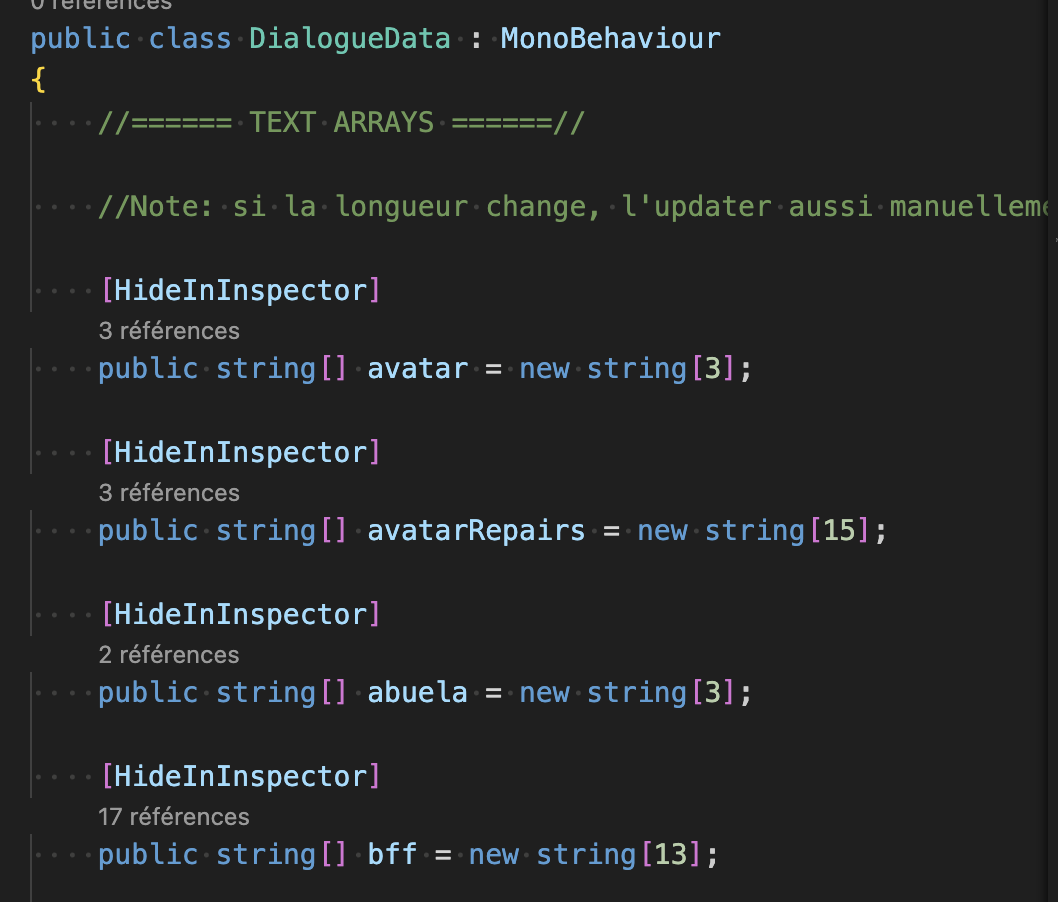 0 références
public class DialogueData : MonoBehaviour
{
//====== TEXT ARRAYS ======//
//Note: si la longueur change, l'updater aussi
[HideInInspector]
3 références
public string[] avatar = new string[3];
[HideInInspector]
3 références
public string[] avatarRepairs = new string[15];
[HideInInspector]
2 références
public string[] abuela = new string[3];
[HideInInspector]
17 références
public string[] bff = new string[13];